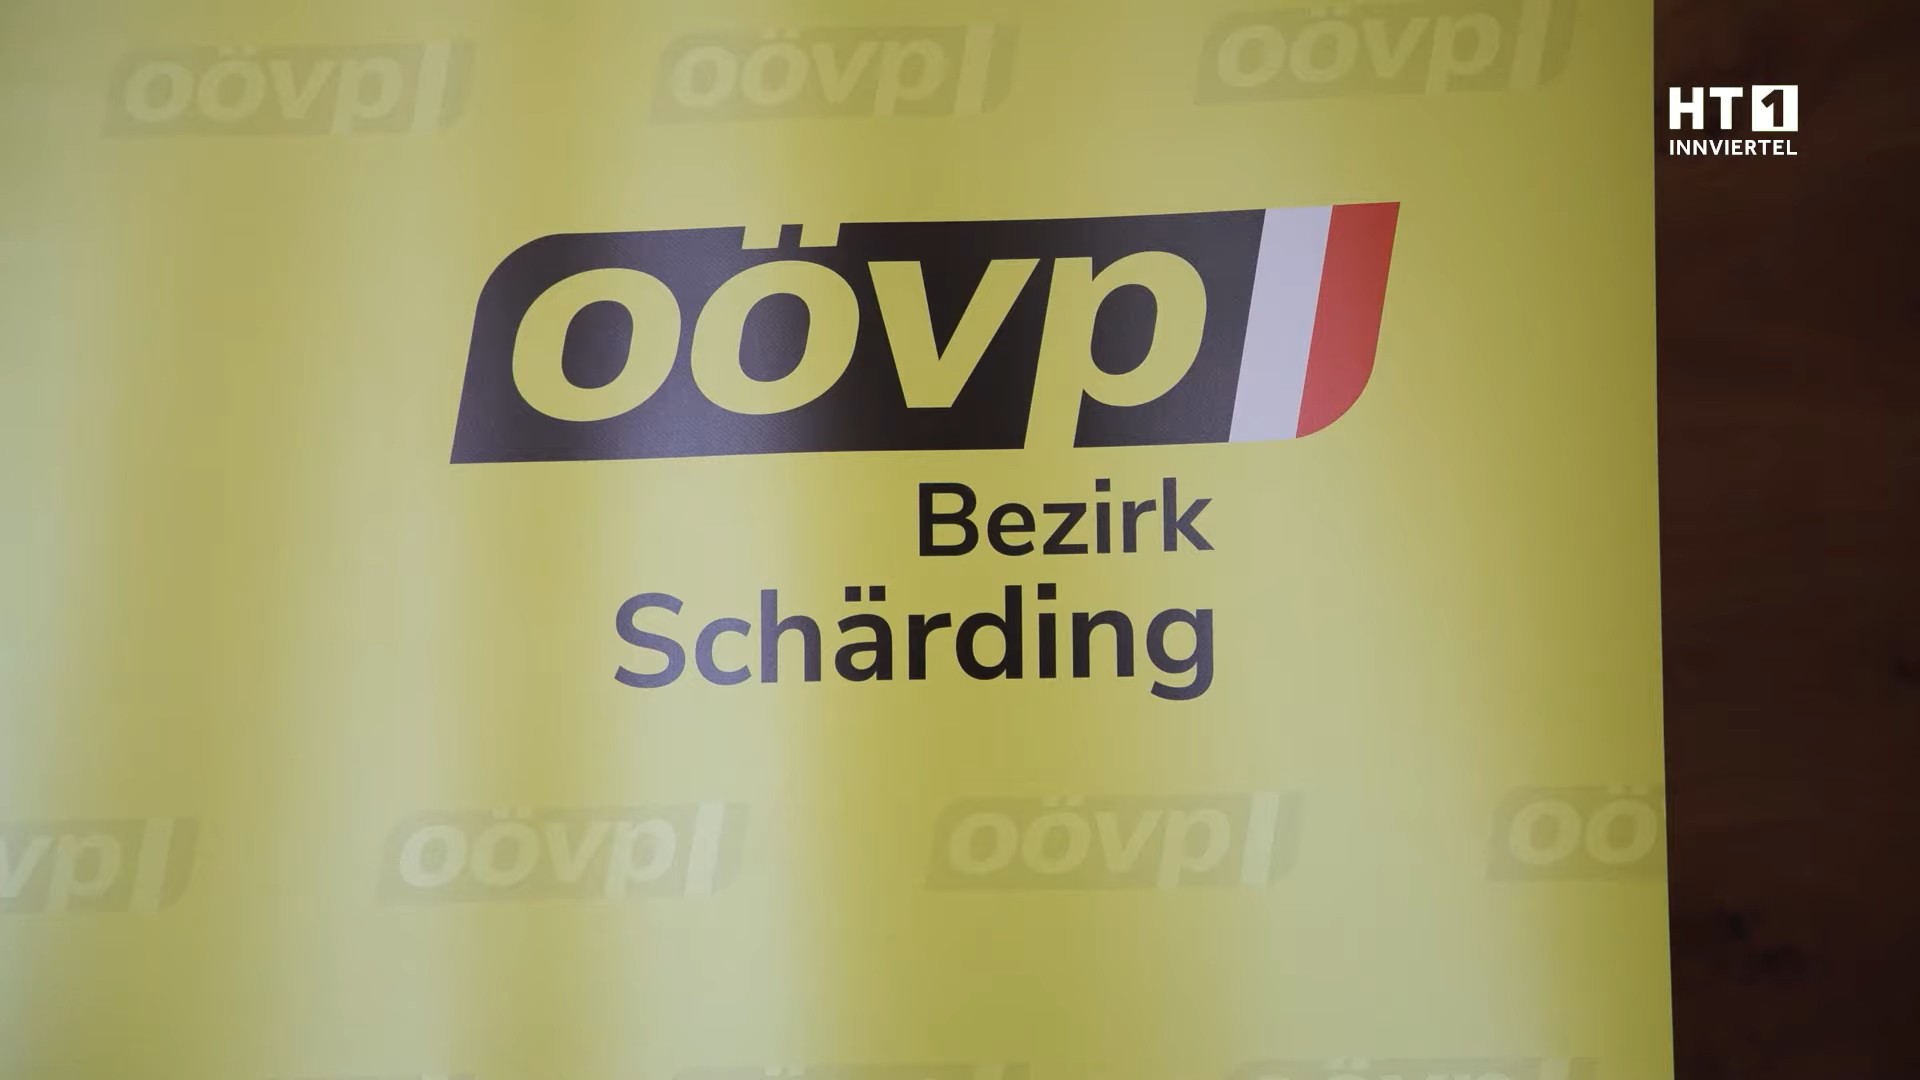 oövp oövp oövp
HT1
INNVIERTEL
oövp
Bezirk
Schärding
vp oövp oövp oö